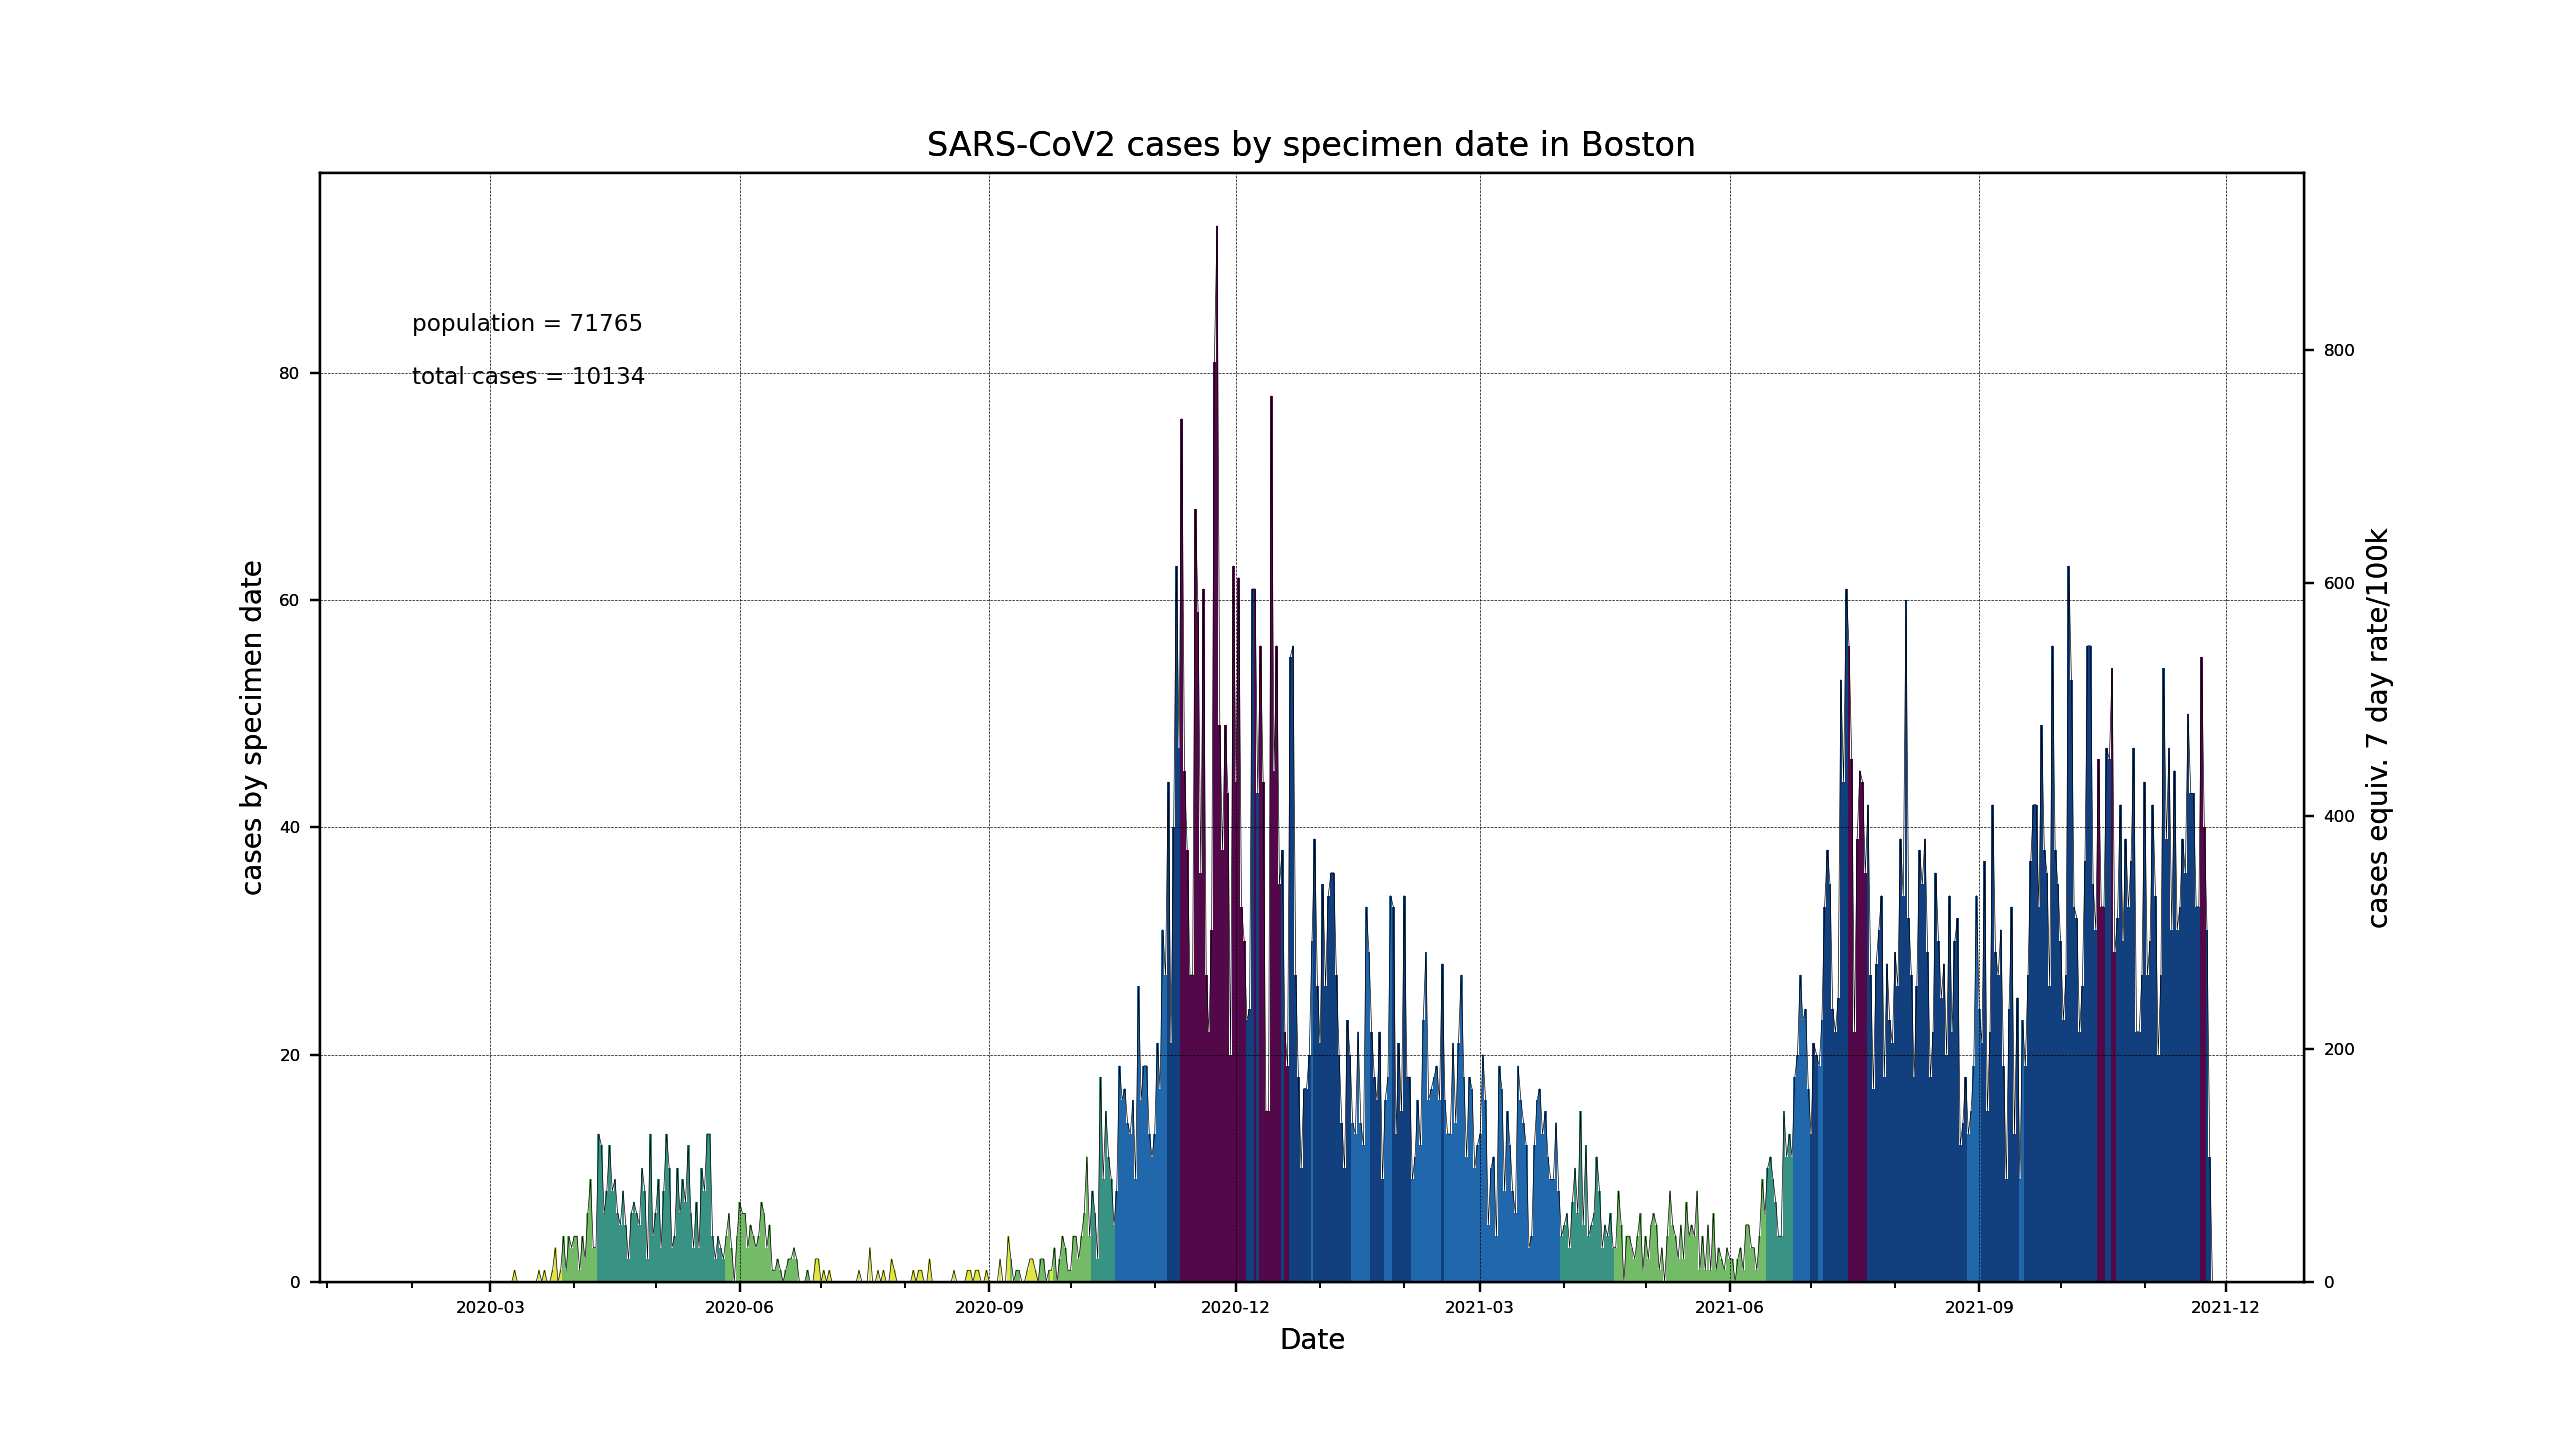 SARS-CoV2 cases by specimen date in Boston
population = 71765
total cases = 10134
cases by specimen date
80
60
40
20
0
800
600
400
200
0
cases equiv. 7 day rate/100k
2020-03 2020-06 2020-09 2020-12 2021-03 2021-06 2021-09 2021-12
Date